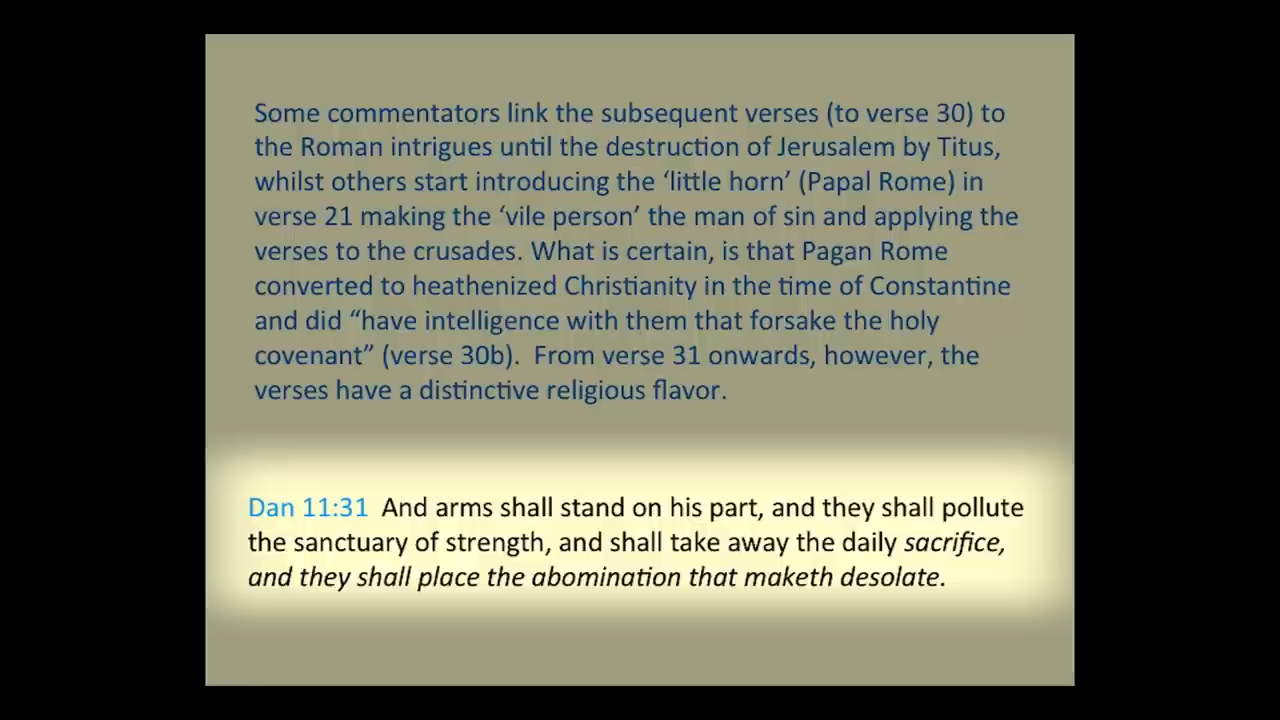 Some commentators link the subsequent verses (to verse 30) to
the Roman intrigues until the destruction of Jerusalem by Titus,
whilst others start introducing the ‘little horn’ (Papal Rome) in
verse 21 making the ‘vile person’ the man of sin and applying the
verses to the crusades. What is certain, is that Pagan Rome
converted to heathenized Christianity in the time of Constantine
and did “have intelligence with them that forsake the holy
covenant” (verse 30b).  From verse 31 onwards, however, the
verses have a distinctive religious flavor.
Dan 11:31  And arms shall stand on his part, and they shall pollute
the sanctuary of strength, and shall take away the daily sacrifice,
and they shall place the abomination that maketh desolate.